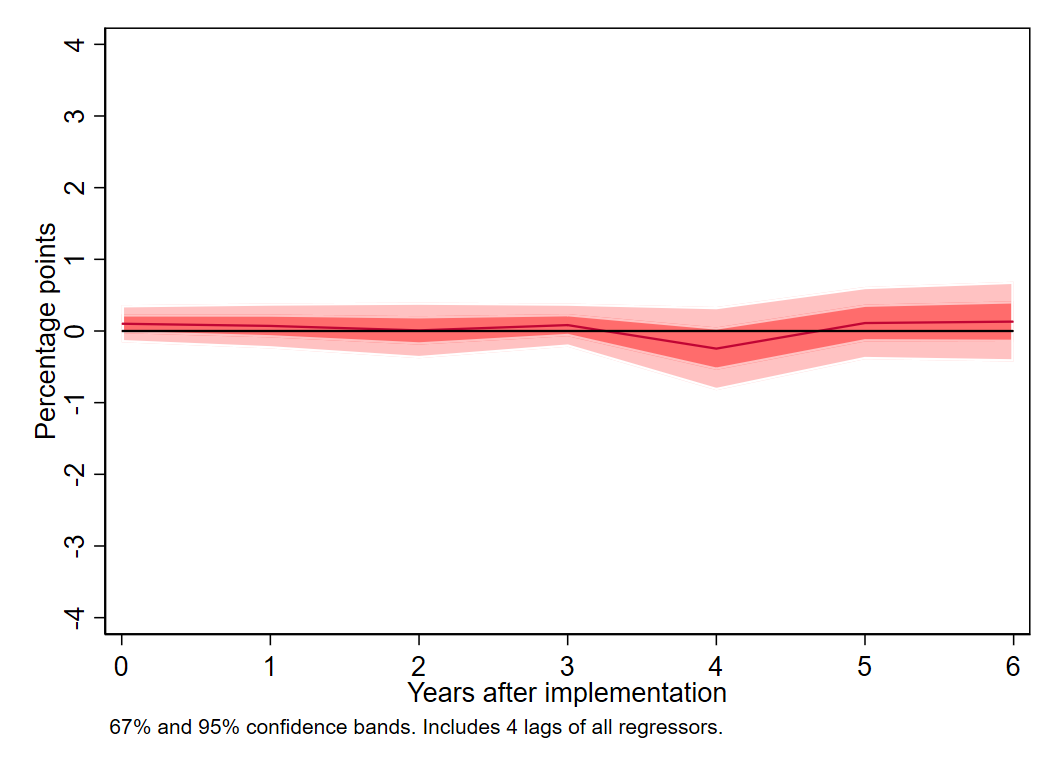 4
3
2
1
0
-1
-2
-3
-4
Percentage points
0 1 2 3 4 5 6
Years after implementation
67% and 95% confidence bands. Includes 4 lags of all regressors.